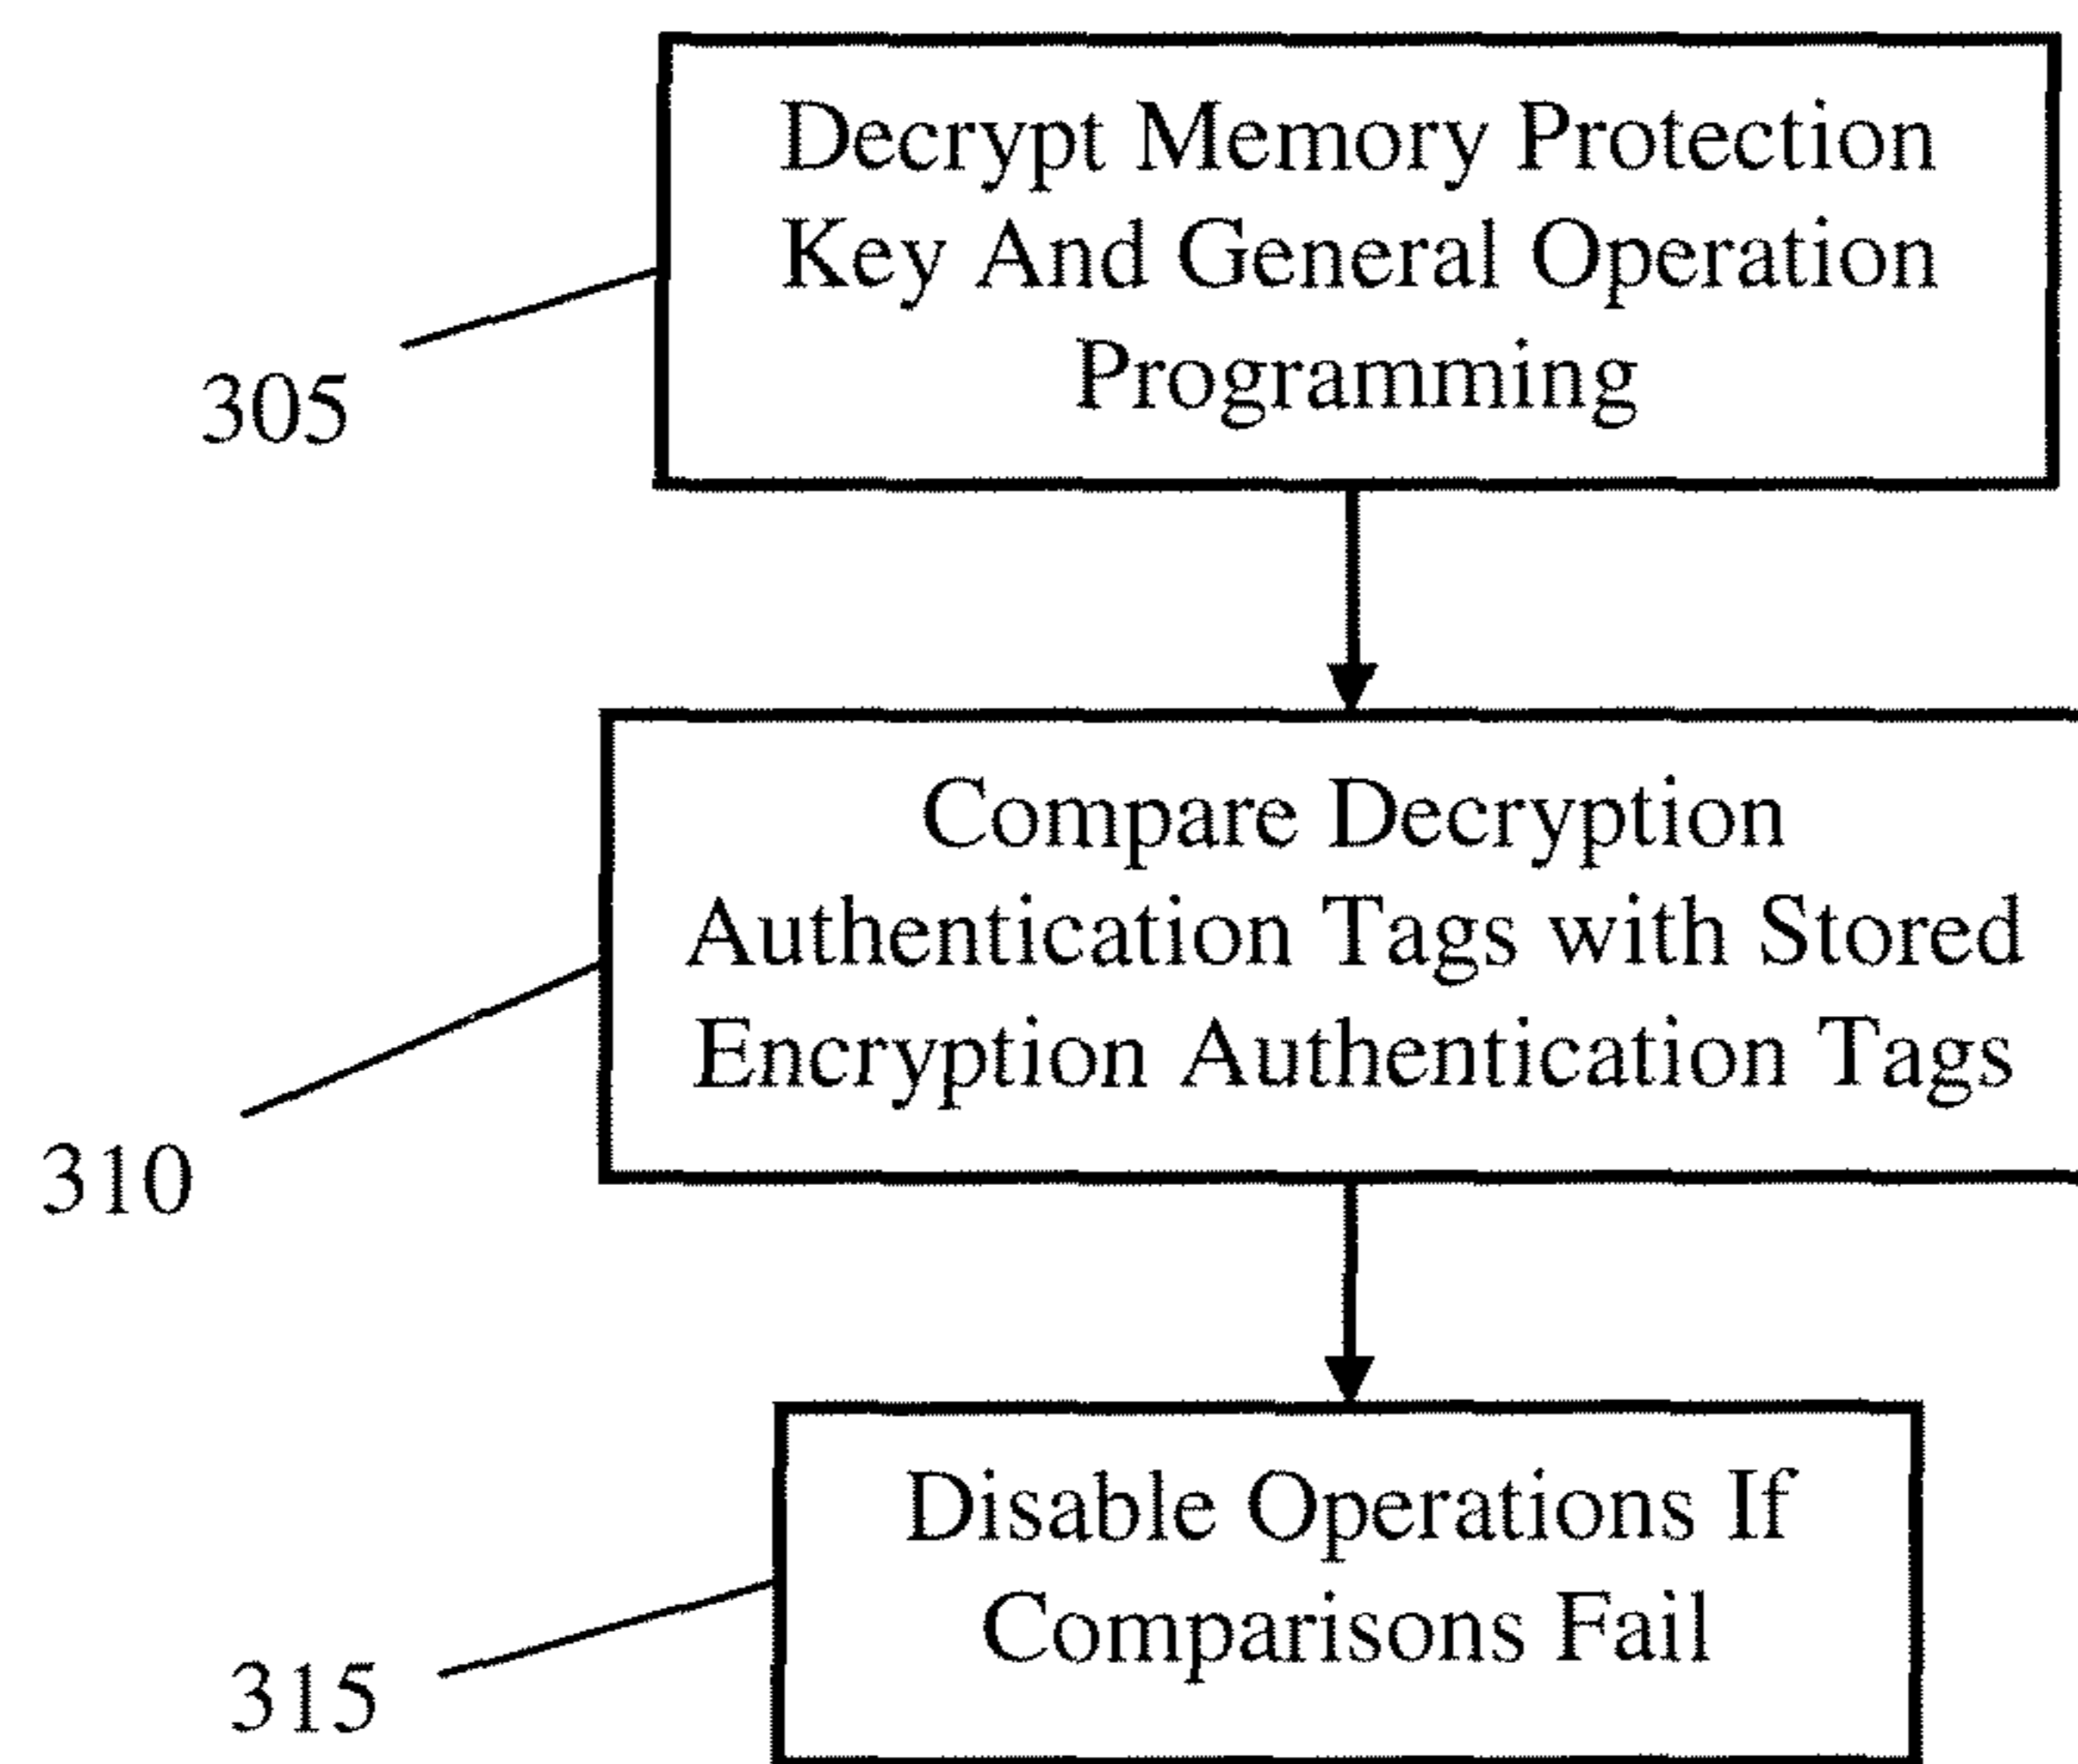 Decrypt Memory Protection
Key And General Operation
Programming
305
Compare Decryption
Authentication Tags with Stored
Encryption Authentication Tags
310
Disable Operations If
Comparisons Fail
315